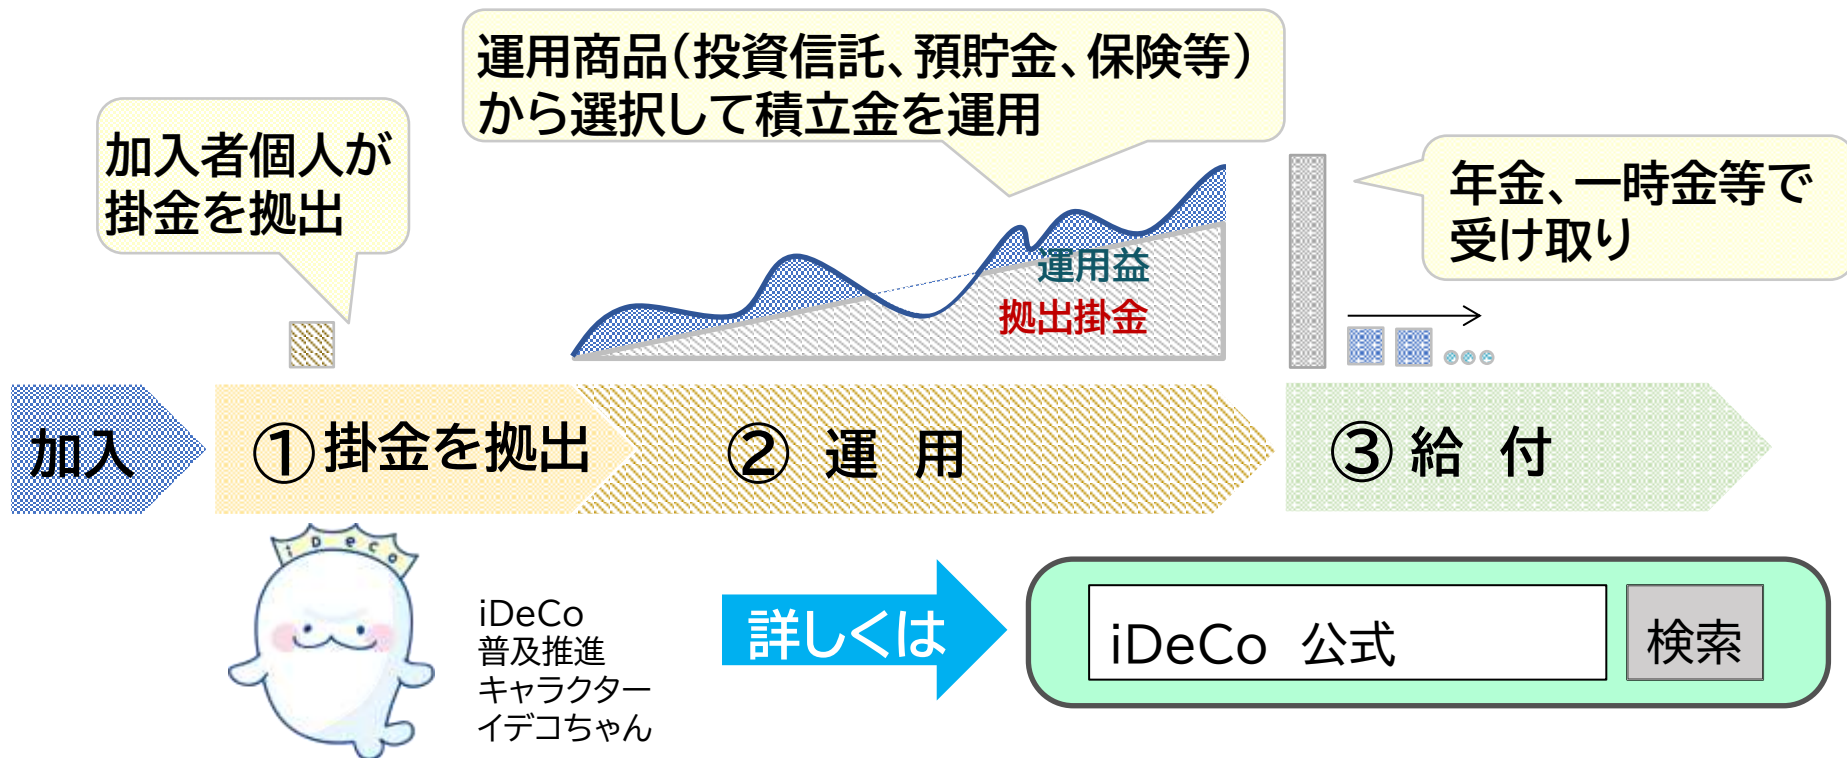 運用商品(投資信託、預貯金、保険等)
から選択して積立金を運用
加入者個人が
掛金を拠出
年金、一時金等で
受け取り
運用益
拠出掛金
加入
①掛金を拠出
② 運 用
③ 給 付
iDeCo
iDeCo
普及推進
キャラクター
イデコちゃん
詳しくは
iDeCo 公式
検索